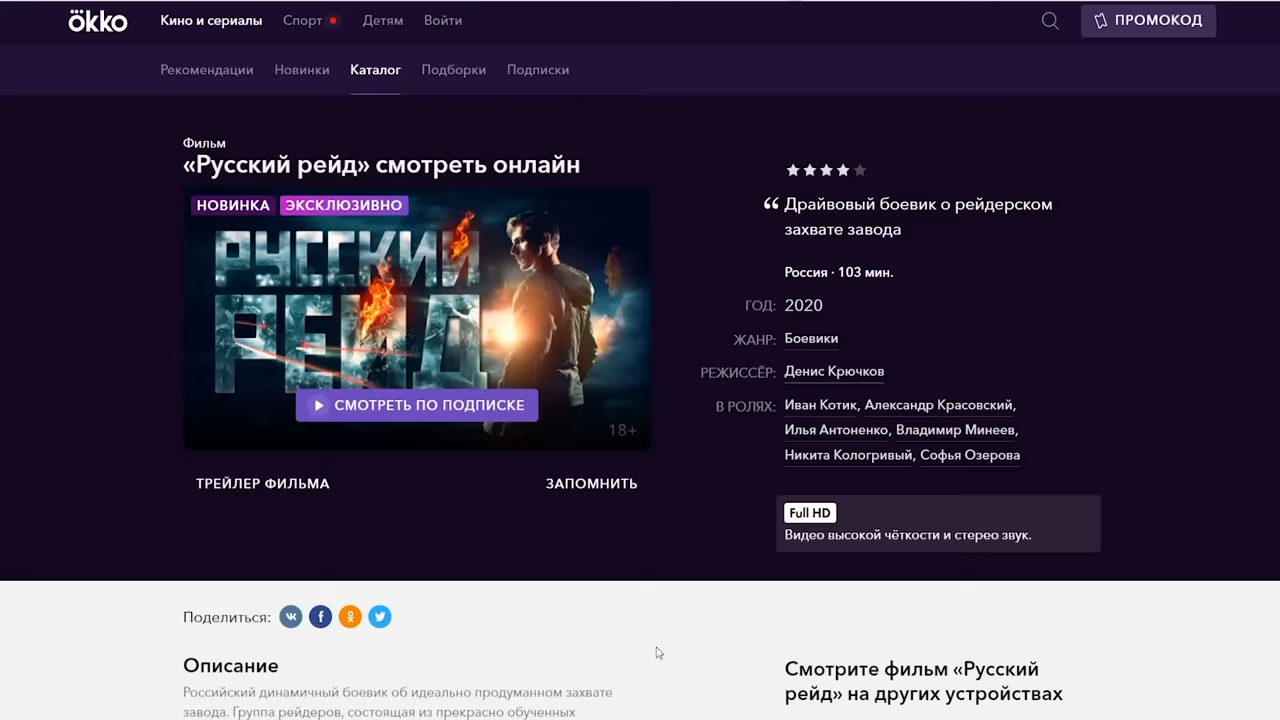 ökko
Кино и сериалы
Спорт
Детям
Войти
ПРОМОКОД
Рекомендации
Новинки
Каталог
Подборки
Подписки
Фильм
«Русский рейд» смотреть онлайн
НОВИНКА
ЭКСКЛЮЗИВНО
РУССКИЙ
РЕЙД
СМОТРЕТЬ ПО ПОДПИСКЕ
18+
ТРЕЙЛЕР ФИЛЬМА
ЗАПОМНИТЬ
“ Драйвовый боевик о рейдерском
захвате завода
Россия · 103 мин.
ГОД: 2020
ЖАНР: Боевики
РЕЖИССЁР: Денис Крючков
В РОЛЯХ: Иван Котик, Александр Красовский,
Илья Антоненко, Владимир Минеев,
Никита Кологривый, Софья Озерова
Full HD
Видео высокой чёткости и стерео звук.
Поделиться:
Описание
Российский динамичный боевик об идеально продуманном захвате
завода. Группа рейдеров, состоящая из прекрасно обученных
Смотрите фильм «Русский
рейд» на других устройствах